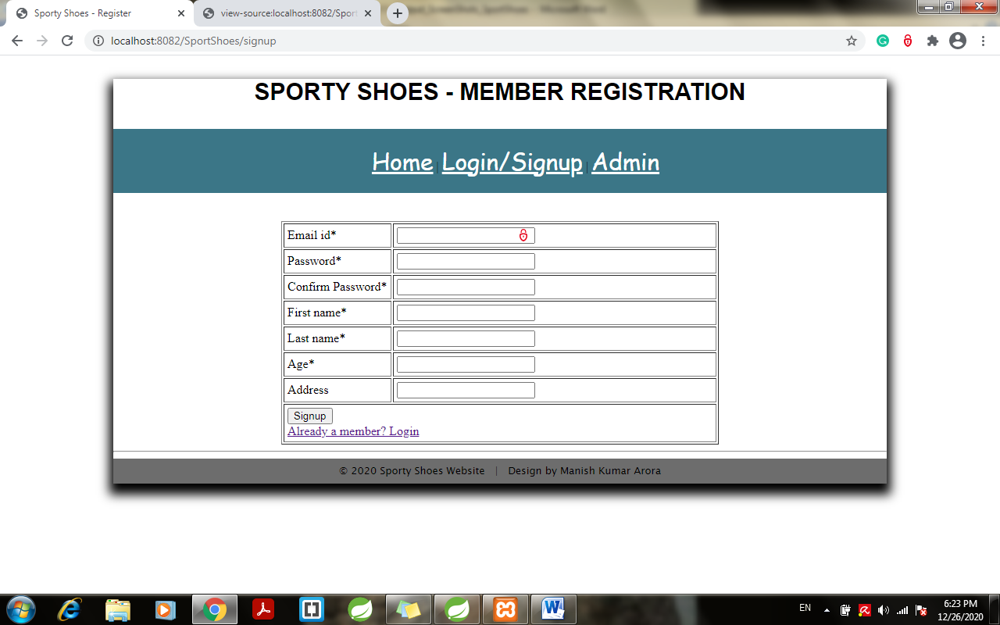 Sporty Shoes - Register
view-source:localhost:8082/Sport
Microsoft Word
localhost:8082/SportShoes/signup
SPORTY SHOES - MEMBER REGISTRATION
Home | Login/Signup | Admin
Email id*
Password*
Confirm Password*
First name*
Last name*
Age*
Address
Signup
Already a member? Login
© 2020 Sporty Shoes Website | Design by Manish Kumar Arora
EN
6:23 PM
12/26/2020